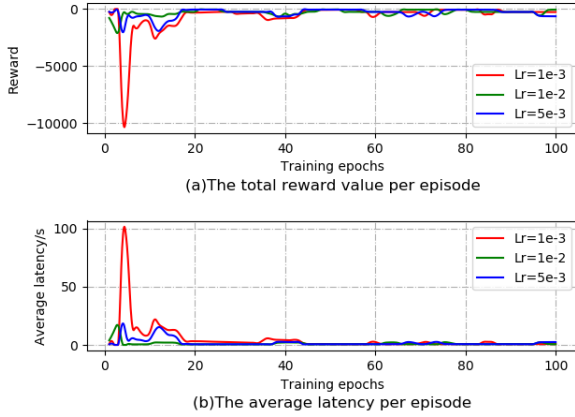 0
−5000
−10000
Reward
Lr=1e-3
Lr=1e-2
Lr=5e-3
0 20 40 60 80 100
Training epochs
(a)The total reward value per episode
100
50
0
Average latency/s
Lr=1e-3
Lr=1e-2
Lr=5e-3
0 20 40 60 80 100
Training epochs
(b)The average latency per episode